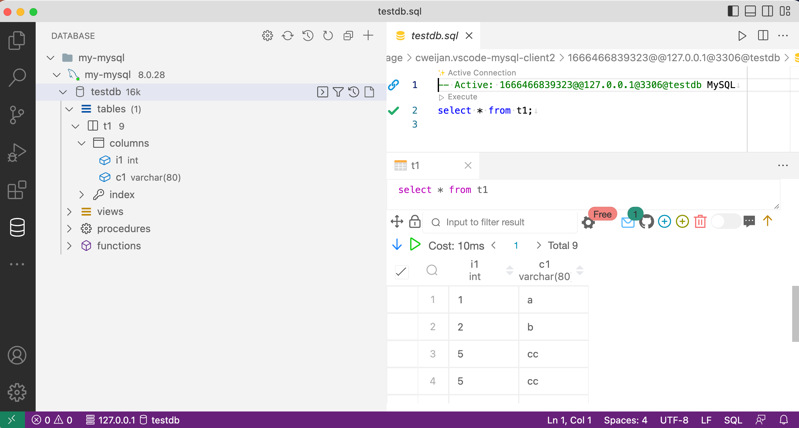 testdb.sql
DATABASE
my-mysql
my-mysql 8.0.28
testdb 16k
tables (1)
t1 9
columns
i1 int
c1 varchar(80)
index
views
procedures
functions
testdb.sql
age > cweijan.vscode-mysql-client2 > 1666466839323@@127.0.0.1@3306@testdb >
Active Connection
1 -- Active: 1666466839323@@127.0.0.1@3306@testdb MySQL
Execute
2 select * from t1;
3
t1
select * from t1
Input to filter result
Free
1
Cost: 10ms < 1 > Total 9
i1 c1
int varchar(80
1 1 a
2 2 b
3 5 cc
4 5 cc
0 0 127.0.0.1 testdb Ln 1, Col 1 Spaces: 4 UTF-8 LF SQL